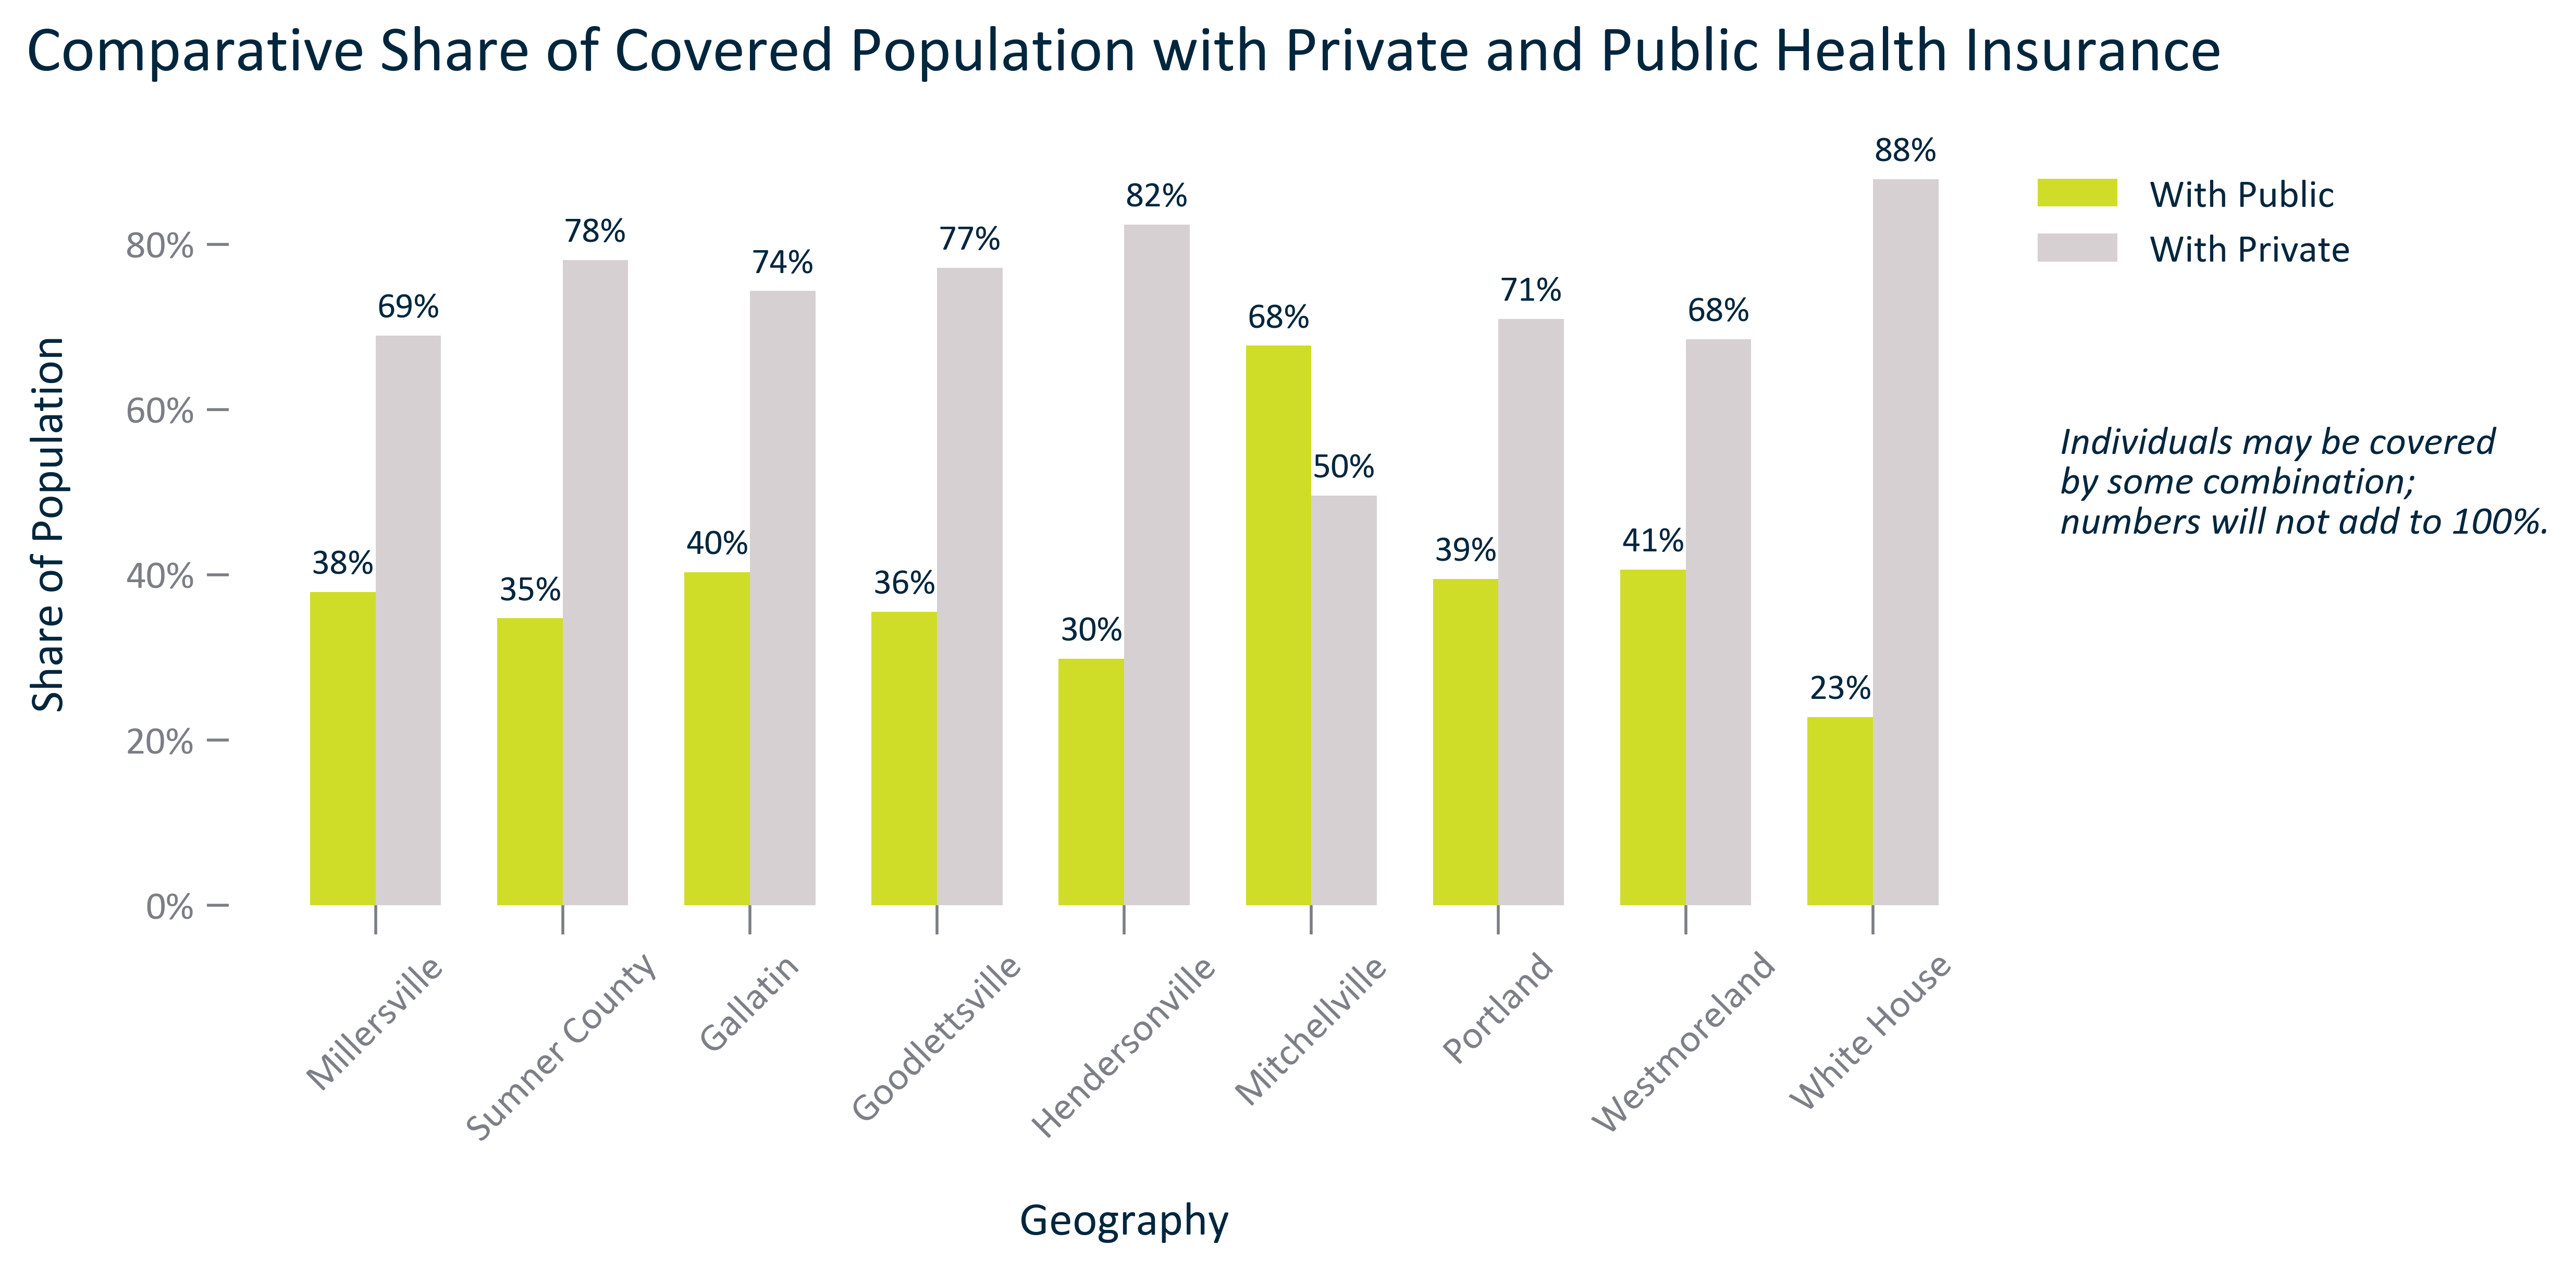 Comparative Share of Covered Population with Private and Public Health Insurance
Share of Population
80%
60%
40%
20%
0%
38%
69%
35%
78%
40%
74%
36%
77%
30%
82%
68%
50%
39%
71%
41%
68%
23%
88%
With Public
With Private
Individuals may be covered
by some combination;
numbers will not add to 100%.
Millersville
Sumner County
Gallatin
Goodlettsville
Hendersonville
Mitchellville
Portland
Westmoreland
White House
Geography